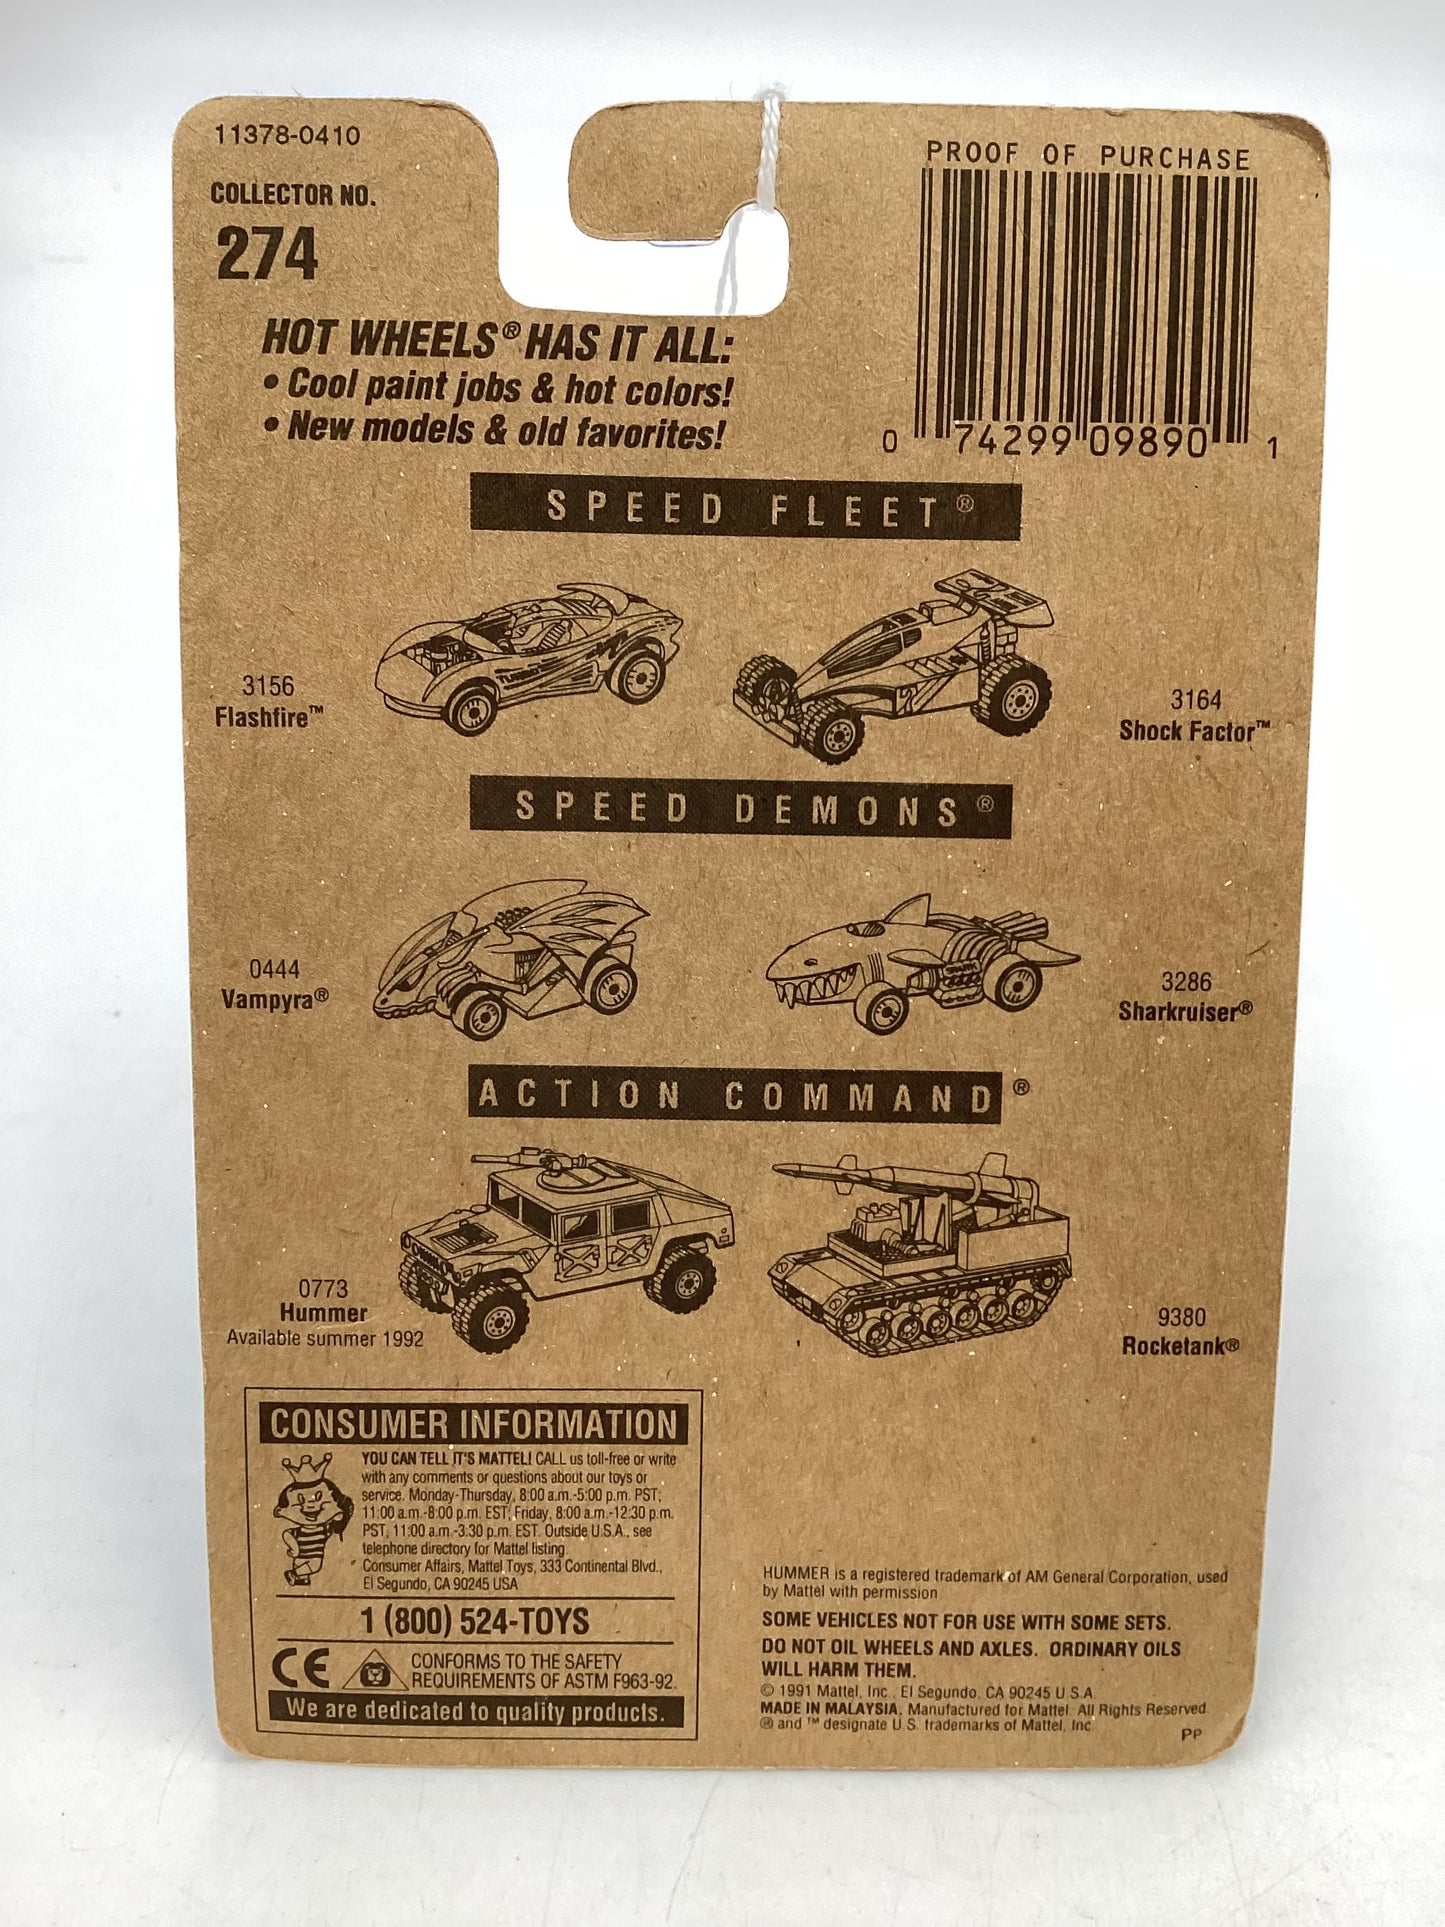 11378-0410
COLLECTOR NO.
274
PROOF OF PURCHASE
0 74299 09890 1
HOT WHEELS® HAS IT ALL:
• Cool paint jobs & hot colors!
• New models & old favorites!
SPEED FLEET®
3156
Flashfire™
3164
Shock Factor™
SPEED DEMONS®
0444
Vampyra®
3286
Sharkruiser®
ACTION COMMAND®
0773
Hummer
Available summer 1992
9380
Rocketank®
CONSUMER INFORMATION
YOU CAN TELL IT'S MATTEL! CALL us toll-free or write
with any comments or questions about our toys or
service. Monday-Thursday, 8:00 a.m.-5:00 p.m. PST;
11:00 a.m.-8:00 p.m. EST; Friday, 8:00 a.m.-12:30 p.m.
PST, 11:00 a.m.-3:30 p.m. EST. Outside U.S.A., see
telephone directory for Mattel listing.
Consumer Affairs, Mattel Toys, 333 Continental Blvd.,
El Segundo, CA 90245 USA
1 (800) 524-TOYS
CE
CONFORMS TO THE SAFETY
REQUIREMENTS OF ASTM F963-92.
We are dedicated to quality products.
HUMMER is a registered trademark of AM General Corporation, used
by Mattel with permission
SOME VEHICLES NOT FOR USE WITH SOME SETS.
DO NOT OIL WHEELS AND AXLES. ORDINARY OILS
WILL HARM THEM.
© 1991 Mattel, Inc., El Segundo, CA 90245 U.S.A.
MADE IN MALAYSIA. Manufactured for Mattel. All Rights Reserved.
® and ™ designate U.S. trademarks of Mattel, Inc.
PP